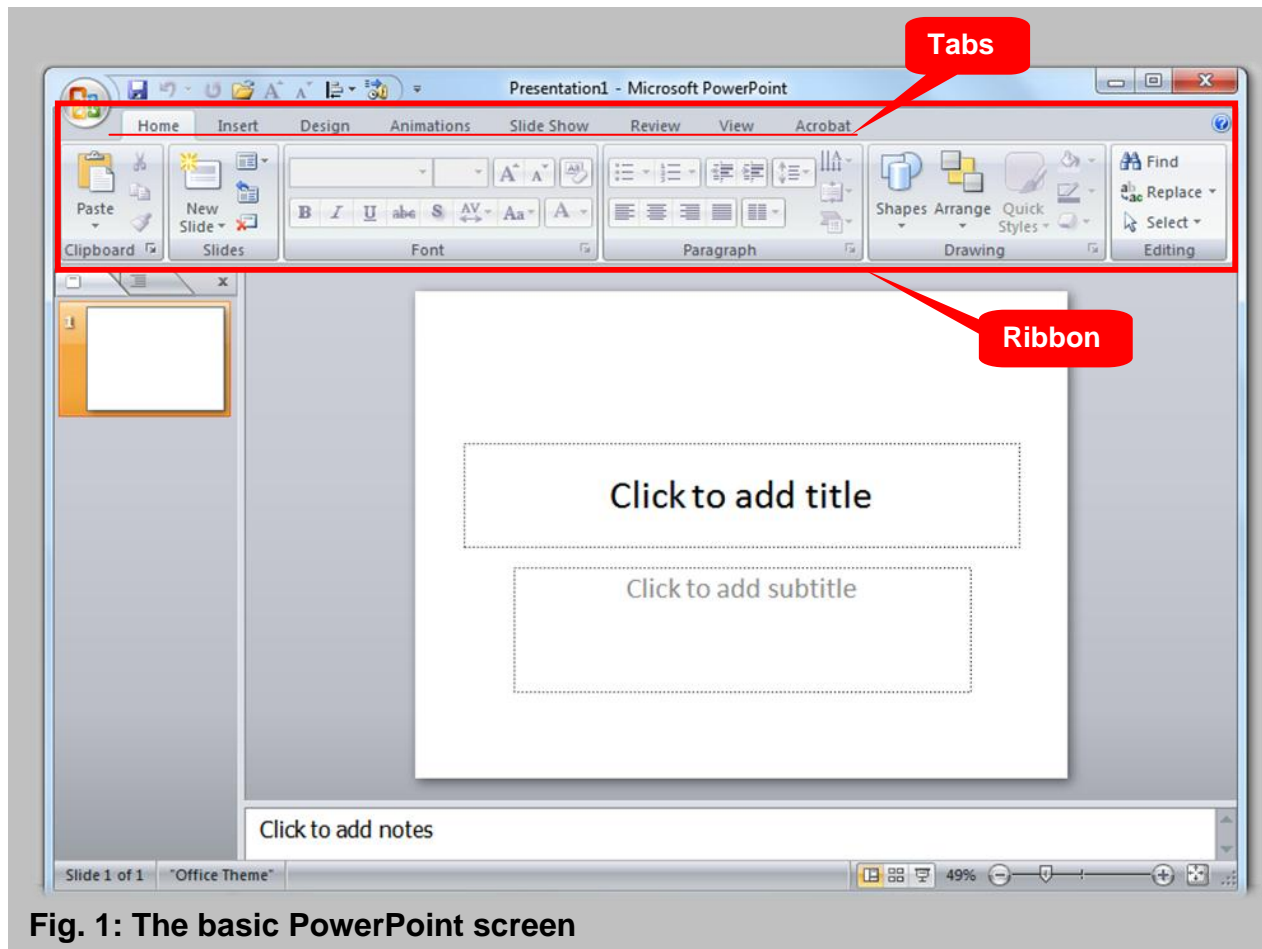 Tabs
Presentation1 - Microsoft PowerPoint
Home Insert Design Animations Slide Show Review View Acrobat
Paste
New Slide
Shapes Arrange Quick Styles
Find
Replace
Select
B I U abc S AV Aa A
Clipboard Slides Font Paragraph Drawing Editing
Ribbon
1
Click to add title
Click to add subtitle
Click to add notes
Slide 1 of 1 "Office Theme" 49%
Fig. 1: The basic PowerPoint screen